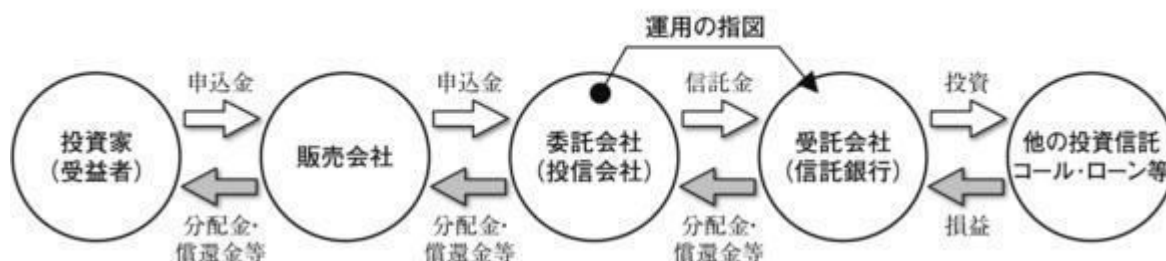 運用の指図
申込金
申込金
信託金
投資
投資家
(受益者)
販売会社
委託会社
(投信会社)
受託会社
(信託銀行)
他の投資信託
コール・ローン等
分配金・
償還金等
分配金・
償還金等
分配金・
償還金等
損益